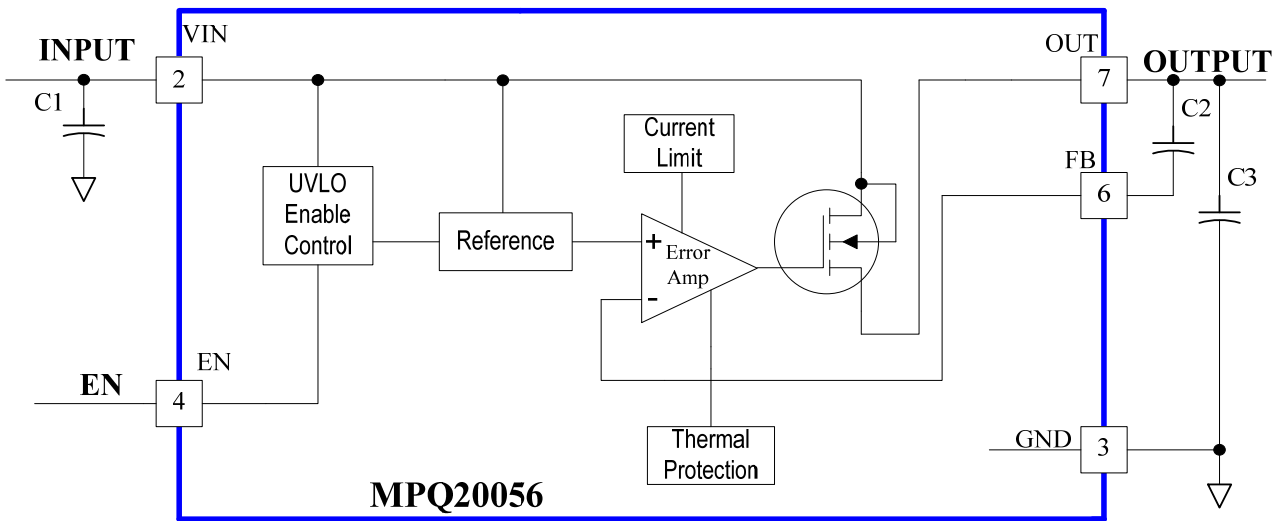 INPUT
VIN
2
C1
OUT
7
OUTPUT
C2
FB
6
C3
Current
Limit
UVLO
Enable
Control
Reference
+
Error
Amp
-
EN
EN
4
Thermal
Protection
GND
3
MPQ20056